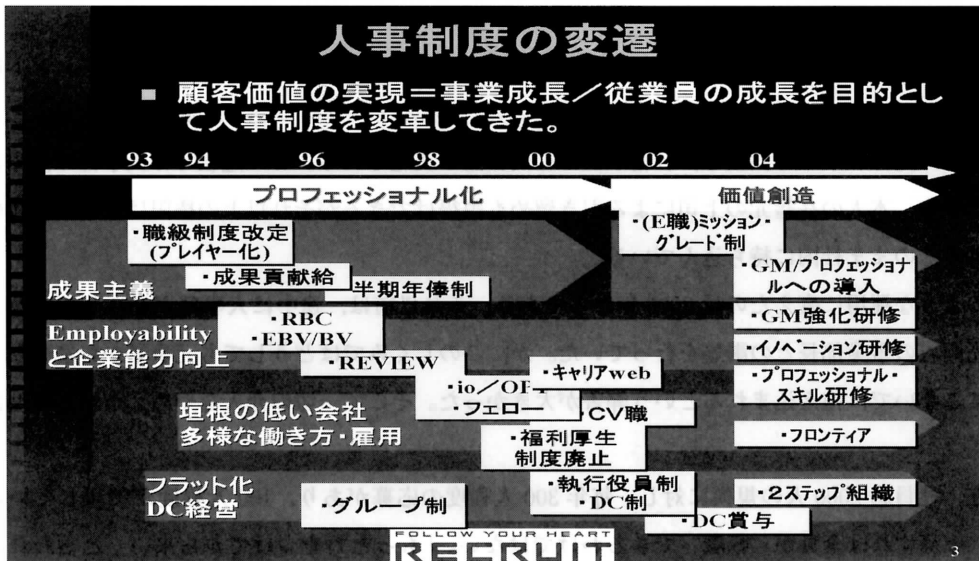 人事制度の変遷
■ 顧客価値の実現=事業成長/従業員の成長を目的とし
て人事制度を変革してきた。
93 94 96 98 00 02 04
プロフェッショナル化
価値創造
・職級制度改定
(プレイヤー化)
・成果貢献給
半期年俸制
・(E職)ミッション・
グレード制
・GM/プロフェッショナ
ルへの導入
成果主義
Employability
と企業能力向上
・RBC
・EBV/BV
・REVIEW
・io/OP
・フェロー
・キャリアweb
・GM強化研修
・イノベーション研修
・プロフェッショナル・
スキル研修
垣根の低い会社
多様な働き方・雇用
・CV職
・福利厚生
制度廃止
・フロンティア
フラット化
DC経営
・グループ制
・執行役員制
・DC制
・DC賞与
・2ステップ組織
FOLLOW YOUR HEART
RECRUIT
3